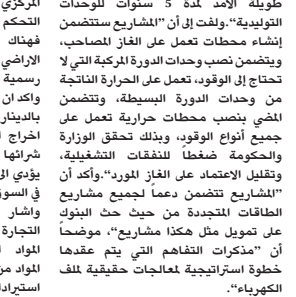 طويلة الامد لمدة 5 سنوات للوحدات
التوليدية“.ولفت إلى أن ”المشاريع ستتضمن
إنشاء محطات تعمل على الغاز المصاحب،
ويتضمن نصب وحدات الدورة المركبة التي لا
تحتاج إلى الوقود، تعمل على الحرارة الناتجة
من وحدات الدورة البسيطة، وتتضمن
المضي بنصب محطات حرارية تعمل على
جميع أنواع الوقود، وبذلك تحقق الوزارة
والحكومة ضغطاً للنفقات التشغيلية،
وتقليل الاعتماد على الغاز المورد“.وأكد أن
”المشاريع تتضمن دعماً لجميع مشاريع
الطاقات المتجددة من حيث حث البنوك
على تمويل مثل هكذا مشاريع“، موضحاً
أن ”مذكرات التفاهم التي يتم عقدها
خطوة استراتيجية لمعالجات حقيقية لملف
الكهرباء“.
المركزي
التحكم
فهناك
الاراضي
رسمية
واكد ان
بالدينار
اخراج
شرائها
يؤدي الى
في السوق
واشار
التجارة
المواد
المواد من